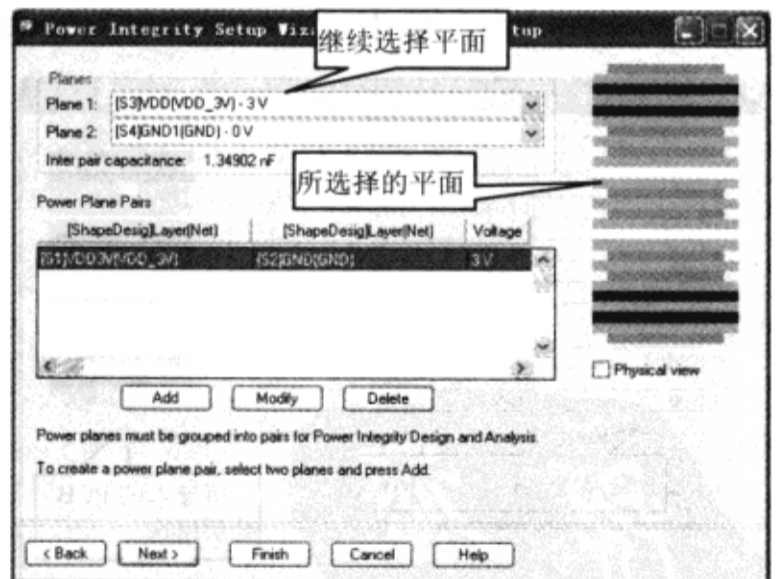 Power Integrity Setup Wiz
tup
继续选择平面
Planes
Plane 1: [S3]VDD(VDD_3V) - 3 V
Plane 2: [S4]GND1(GND) - 0 V
Inter pair capacitance: 1.34902 nF
所选择的平面
Power Plane Pairs
[ShapeDesig]Layer(Net) [ShapeDesig]Layer(Net) Voltage
[S1]VDD3V(VDD_3V) [S2]GND(GND) 3 V
Physical view
Add Modify Delete
Power planes must be grouped into pairs for Power Integrity Design and Analysis.
To create a power plane pair, select two planes and press Add.
< Back Next > Finish Cancel Help